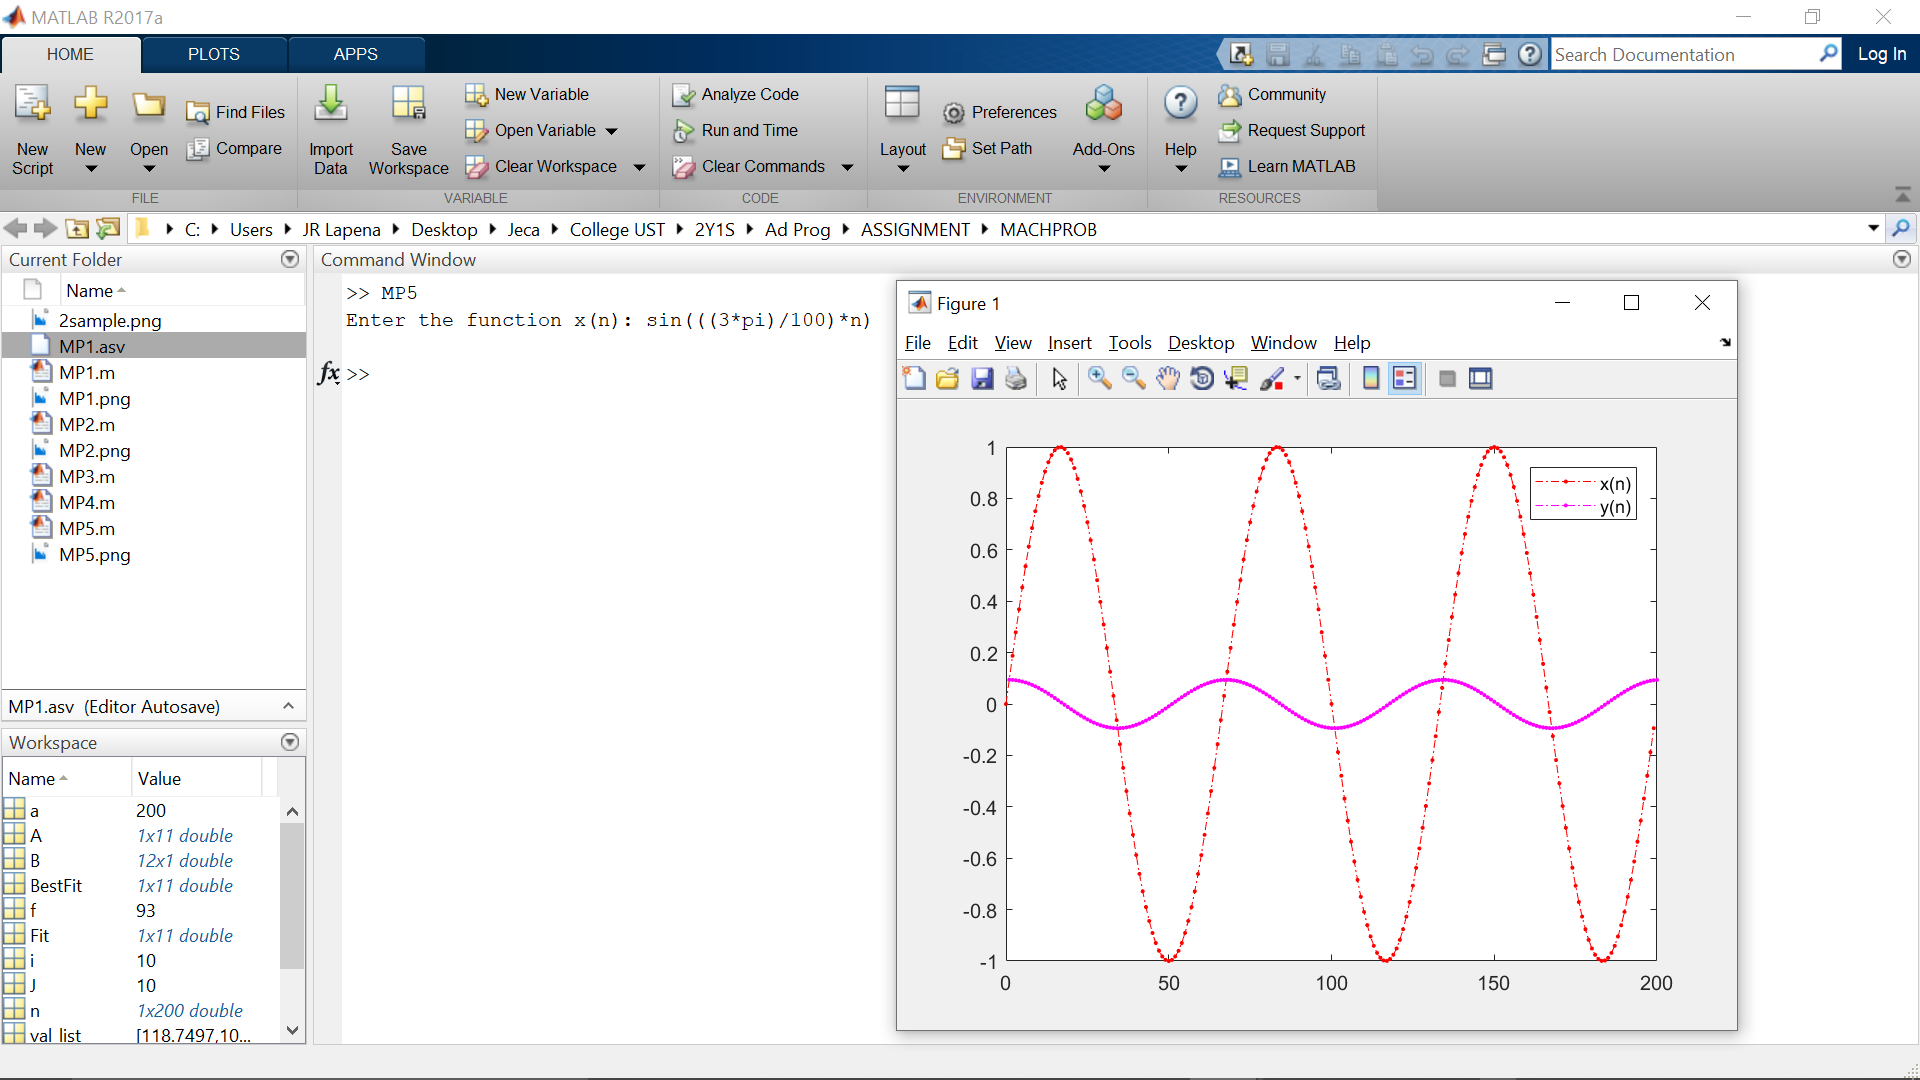 MATLAB R2017a
HOME PLOTS APPS
Search Documentation Log In
New Script
New
Open
Find Files
Compare
Import Data
Save Workspace
New Variable
Open Variable
Clear Workspace
Analyze Code
Run and Time
Clear Commands
Layout
Preferences
Set Path
Add-Ons
Help
Community
Request Support
Learn MATLAB
FILE VARIABLE CODE ENVIRONMENT RESOURCES
C: Users JR Lapena Desktop Jeca College UST 2Y1S Ad Prog ASSIGNMENT MACHPROB
Current Folder
Name
2sample.png
MP1.asv
MP1.m
MP1.png
MP2.m
MP2.png
MP3.m
MP4.m
MP5.m
MP5.png
MP1.asv (Editor Autosave)
Workspace
Name Value
a 200
A 1x11 double
B 12x1 double
BestFit 1x11 double
f 93
Fit 1x11 double
i 10
J 10
n 1x200 double
val list [118.7497,10...
Command Window
>> MP5
Enter the function x(n): sin(((3*pi)/100)*n)
fx >>
Figure 1
File Edit View Insert Tools Desktop Window Help
1
0.8
0.6
0.4
0.2
0
-0.2
-0.4
-0.6
-0.8
-1
0 50 100 150 200
x(n)
y(n)